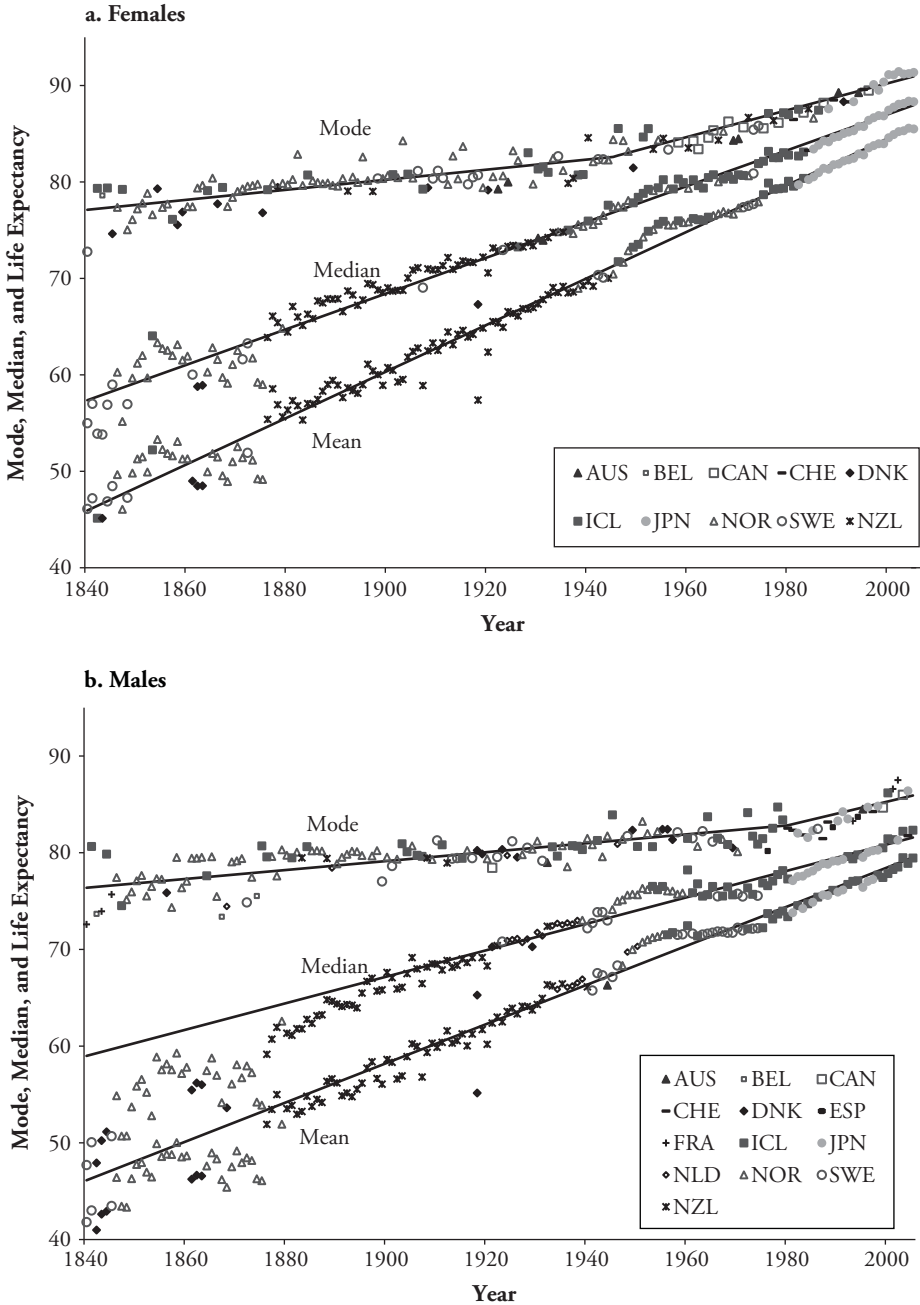 a. Females
Mode, Median, and Life Expectancy
90
80
70
60
50
40
Mode
Median
Mean
AUS BEL CAN CHE DNK
ICL JPN NOR SWE NZL
1840 1860 1880 1900 1920 1940 1960 1980 2000
Year
b. Males
Mode, Median, and Life Expectancy
90
80
70
60
50
40
Mode
Median
Mean
AUS BEL CAN
CHE DNK ESP
FRA ICL JPN
NLD NOR SWE
NZL
1840 1860 1880 1900 1920 1940 1960 1980 2000
Year